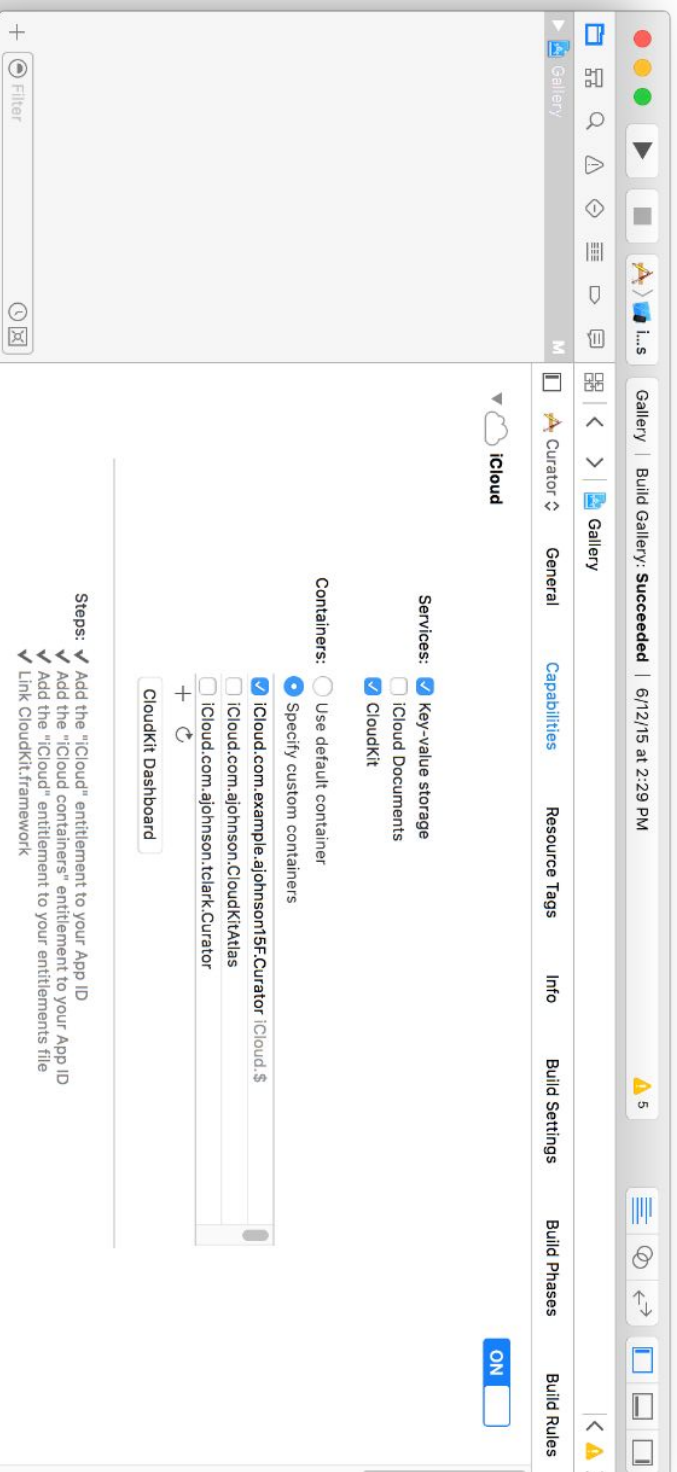 i...s Gallery | Build Gallery: Succeeded | 6/12/15 at 2:29 PM 5
Gallery
Gallery M
Curator General Capabilities Resource Tags Info Build Settings Build Phases Build Rules
iCloud ON
Services: Key-value storage
iCloud Documents
CloudKit
Containers: Use default container
Specify custom containers
iCloud.com.example.ajohnson15F.Curator iCloud.$
iCloud.com.ajohnson.CloudKitAtlas
iCloud.com.ajohnson.tclark.Curator
+
CloudKit Dashboard
Steps: ✔ Add the "iCloud" entitlement to your App ID
✔ Add the "iCloud containers" entitlement to your App ID
✔ Add the "iCloud" entitlement to your entitlements file
✔ Link CloudKit.framework
+ Filter